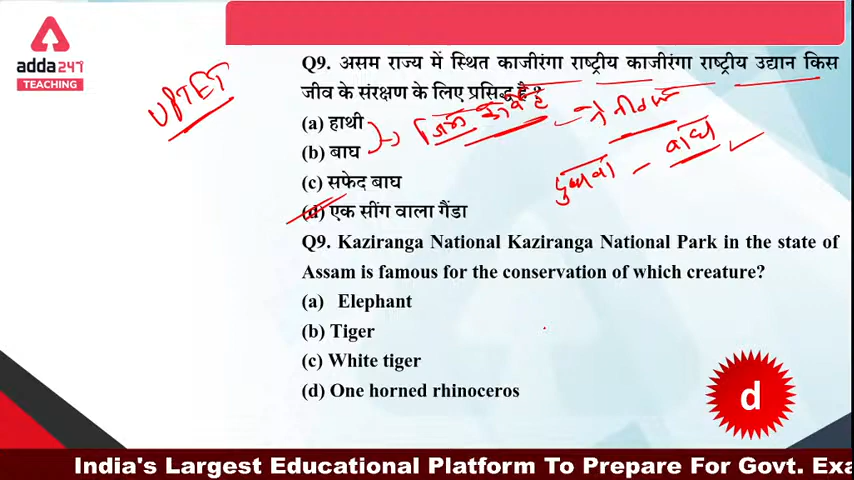 adda247
TEACHING
UPTET
Q9. असम राज्य में स्थित काजीरंगा राष्ट्रीय काजीरंगा राष्ट्रीय उद्यान किस
जीव के संरक्षण के लिए प्रसिद्ध है ?
(a) हाथी
(b) बाघ
(c) सफेद बाघ
(d) एक सींग वाला गैंडा
दुधवा - बाघ
Q9. Kaziranga National Kaziranga National Park in the state of
Assam is famous for the conservation of which creature?
(a) Elephant
(b) Tiger
(c) White tiger
(d) One horned rhinoceros
d
India's Largest Educational Platform To Prepare For Govt. Exa